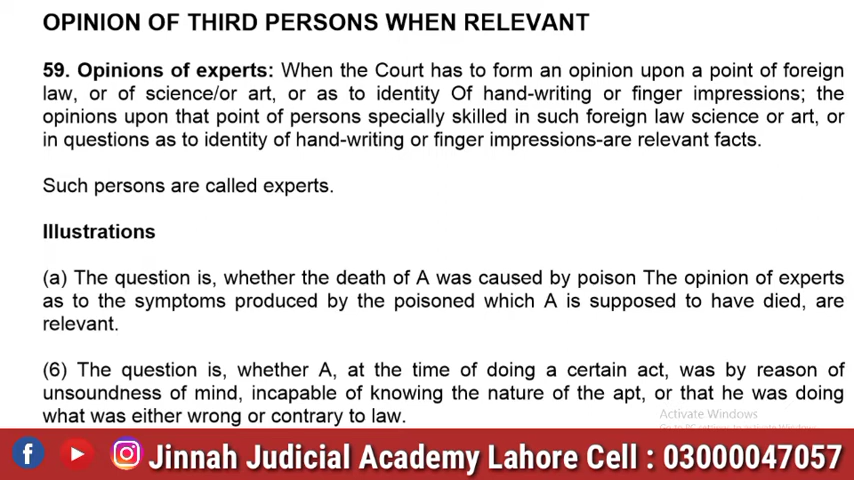 OPINION OF THIRD PERSONS WHEN RELEVANT
59. Opinions of experts: When the Court has to form an opinion upon a point of foreign
law, or of science/or art, or as to identity Of hand-writing or finger impressions; the
opinions upon that point of persons specially skilled in such foreign law science or art, or
in questions as to identity of hand-writing or finger impressions-are relevant facts.
Such persons are called experts.
Illustrations
(a) The question is, whether the death of A was caused by poison The opinion of experts
as to the symptoms produced by the poisoned which A is supposed to have died, are
relevant.
(6) The question is, whether A, at the time of doing a certain act, was by reason of
unsoundness of mind, incapable of knowing the nature of the apt, or that he was doing
what was either wrong or contrary to law.
Activate Windows
Go to PC settings to activate Windows.
Jinnah Judicial Academy Lahore Cell : 03000047057